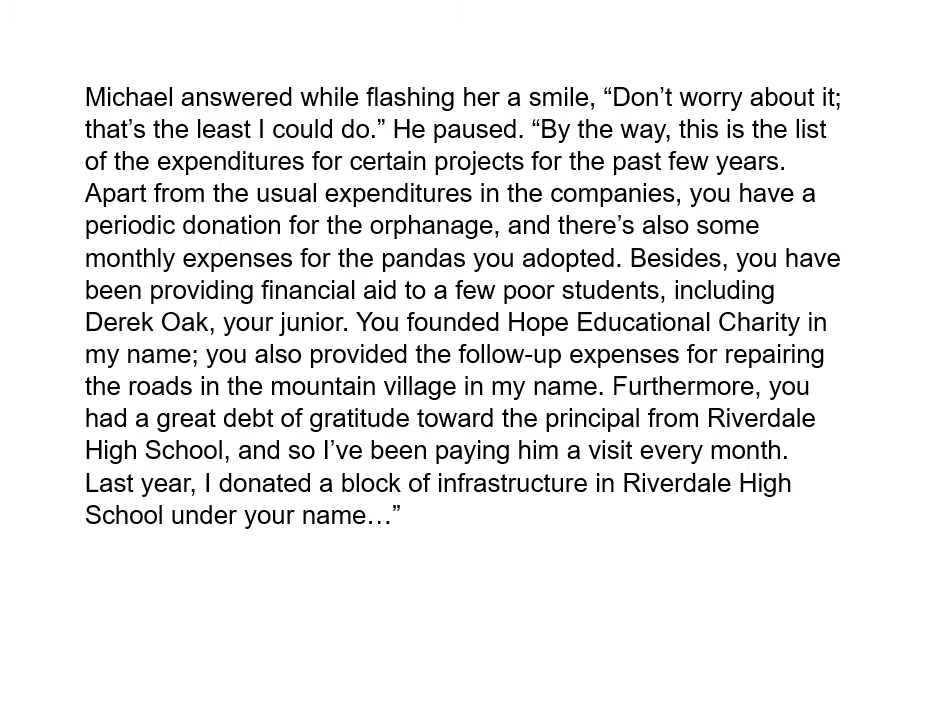 Michael answered while flashing her a smile, “Don’t worry about it;
that’s the least I could do.” He paused. “By the way, this is the list
of the expenditures for certain projects for the past few years.
Apart from the usual expenditures in the companies, you have a
periodic donation for the orphanage, and there’s also some
monthly expenses for the pandas you adopted. Besides, you have
been providing financial aid to a few poor students, including
Derek Oak, your junior. You founded Hope Educational Charity in
my name; you also provided the follow-up expenses for repairing
the roads in the mountain village in my name. Furthermore, you
had a great debt of gratitude toward the principal from Riverdale
High School, and so I’ve been paying him a visit every month.
Last year, I donated a block of infrastructure in Riverdale High
School under your name…”